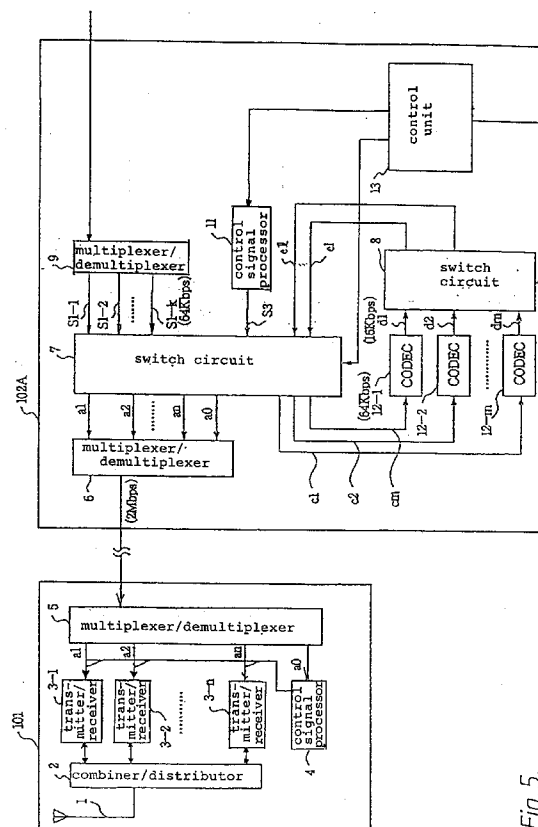 102A
101
9
multiplexer/
demultiplexer
S1-1
S1-2
S1-k
(64Kbps)
7
switch circuit
11
control
signal
processor
S3
control
unit
13
8
switch
circuit
(16Kbps)
d1
d2
dm
CODEC
CODEC
CODEC
12-1
12-2
12-m
(64Kbps)
c1
c2
cm
a1
a2
an
a0
multiplexer/
demultiplexer
6
(2Mbps)
5
multiplexer/demultiplexer
a1
a2
an
a0
3-1
trans-
mitter/
receiver
trans-
mitter/
receiver
3-2
3-n
trans-
mitter/
receiver
control
signal
processor
4
2
combiner/distributor
1
Fig 5.